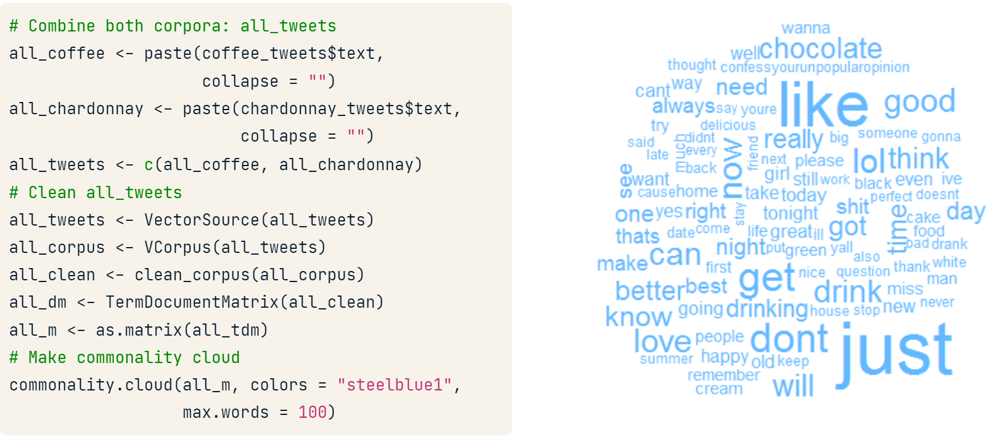 # Combine both corpora: all_tweets
all_coffee <- paste(coffee_tweets$text,
                    collapse = "")
all_chardonnay <- paste(chardonnay_tweets$text,
                        collapse = "")
all_tweets <- c(all_coffee, all_chardonnay)
# Clean all_tweets
all_tweets <- VectorSource(all_tweets)
all_corpus <- VCorpus(all_tweets)
all_clean <- clean_corpus(all_corpus)
all_dm <- TermDocumentMatrix(all_clean)
all_m <- as.matrix(all_tdm)
# Make commonality cloud
commonality.cloud(all_m, colors = "steelblue1",
                  max.words = 100)
wanna
well chocolate
thought confessyourunpopularopinion
cant way need like good
always say youre
try delicious
said much didnt now friend really big someone gonna
late every next please lol think
see want back girl still work black even ive
cause home take today perfect doesnt
one yes right stay tonight shit time cake day
thats date come life great ill got food
make can night put green yall bad drank
also
first get nice question thank white
man
better best drink miss
know going drinking house stop new never
love people dont just
summer happy old keep
remember will
cream